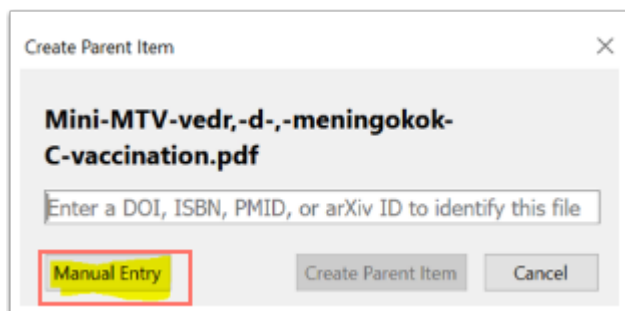 Create Parent Item
Mini-MTV-vedr,-d-,-meningokok-
C-vaccination.pdf
Enter a DOI, ISBN, PMID, or arXiv ID to identify this file
Manual Entry Create Parent Item Cancel